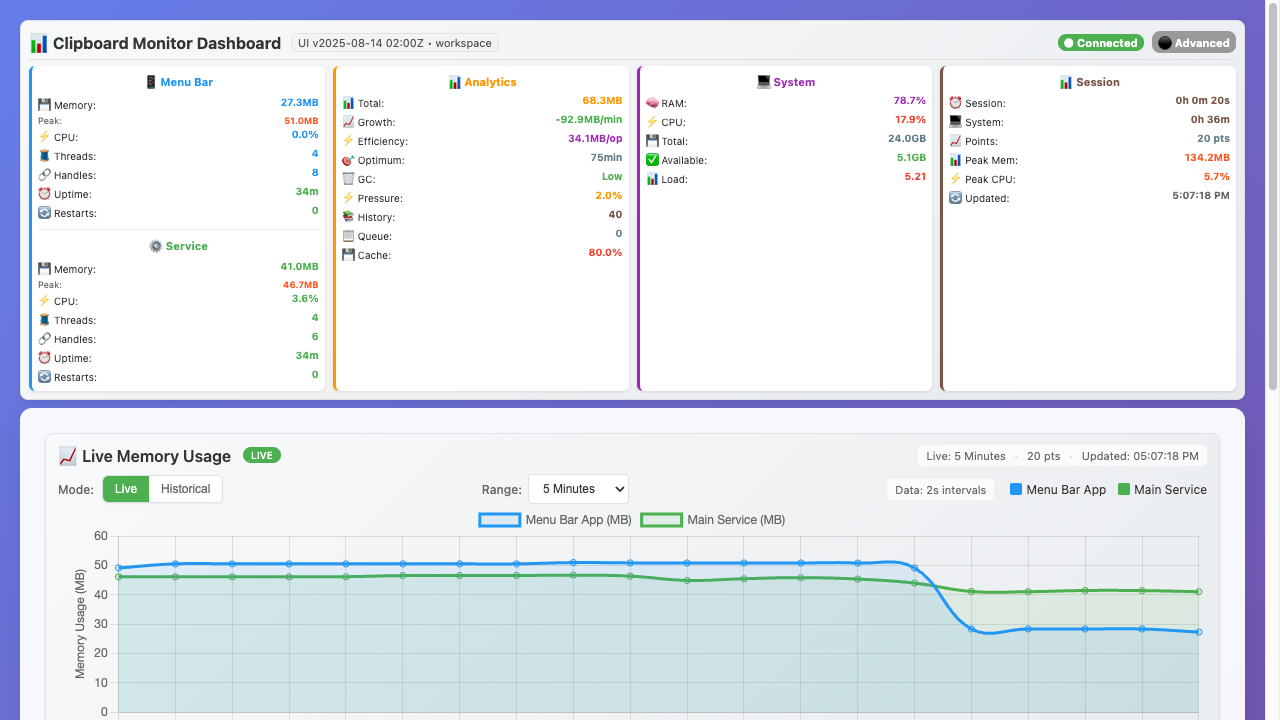 📊 Clipboard Monitor Dashboard UI v2025-08-14 02:00Z • workspace Connected Advanced
📱 Menu Bar
💾 Memory: 27.3MB
Peak: 51.0MB
⚡ CPU: 0.0%
🧵 Threads: 4
🔗 Handles: 8
⏰ Uptime: 34m
🔄 Restarts: 0
⚙️ Service
💾 Memory: 41.0MB
Peak: 46.7MB
⚡ CPU: 3.6%
🧵 Threads: 4
🔗 Handles: 6
⏰ Uptime: 34m
🔄 Restarts: 0
📊 Analytics
📊 Total: 68.3MB
📈 Growth: -92.9MB/min
⚡ Efficiency: 34.1MB/op
🎯 Optimum: 75min
🗑️ GC: Low
⚡ Pressure: 2.0%
📚 History: 40
📋 Queue: 0
💾 Cache: 80.0%
💻 System
🧠 RAM: 78.7%
⚡ CPU: 17.9%
💾 Total: 24.0GB
✅ Available: 5.1GB
📊 Load: 5.21
📊 Session
⏰ Session: 0h 0m 20s
💻 System: 0h 36m
📈 Points: 20 pts
📊 Peak Mem: 134.2MB
⚡ Peak CPU: 5.7%
🔄 Updated: 5:07:18 PM
📈 Live Memory Usage LIVE Live: 5 Minutes · 20 pts · Updated: 05:07:18 PM
Mode: Live Historical Range: 5 Minutes Data: 2s intervals Menu Bar App Main Service
Menu Bar App (MB) Main Service (MB)
Memory Usage (MB)
60
50
40
30
20
10
0